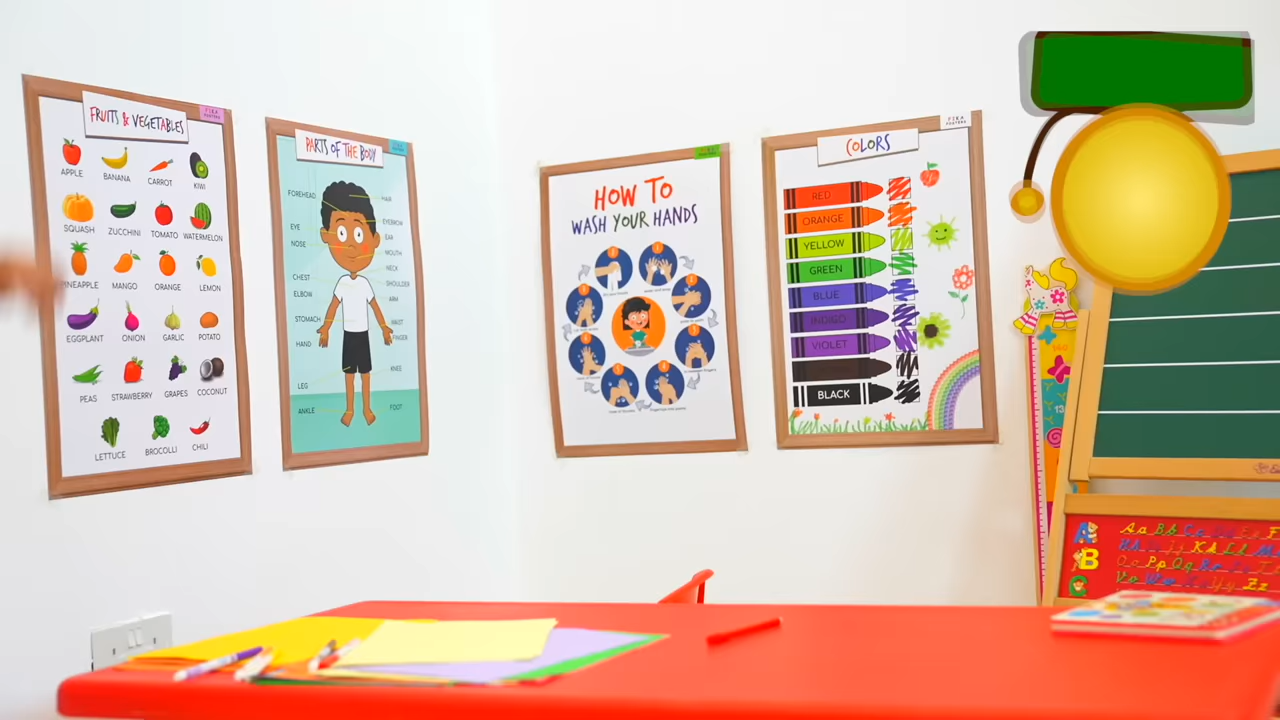 FRUITS & VEGETABLES
APPLE
BANANA
CARROT
KIWI
SQUASH
ZUCCHINI
TOMATO
WATERMELON
PINEAPPLE
MANGO
ORANGE
LEMON
EGGPLANT
ONION
GARLIC
POTATO
PEAS
STRAWBERRY
GRAPES
COCONUT
LETTUCE
BROCOLLI
CHILI
PARTS OF THE BODY
FOREHEAD
HAIR
EYEBROW
EYE
EAR
NOSE
MOUTH
NECK
CHEST
SHOULDER
ELBOW
ARM
STOMACH
WAIST
HAND
FINGER
KNEE
LEG
ANKLE
FOOT
HOW TO
WASH YOUR HANDS
COLORS
RED
ORANGE
YELLOW
GREEN
BLUE
INDIGO
VIOLET
BLACK